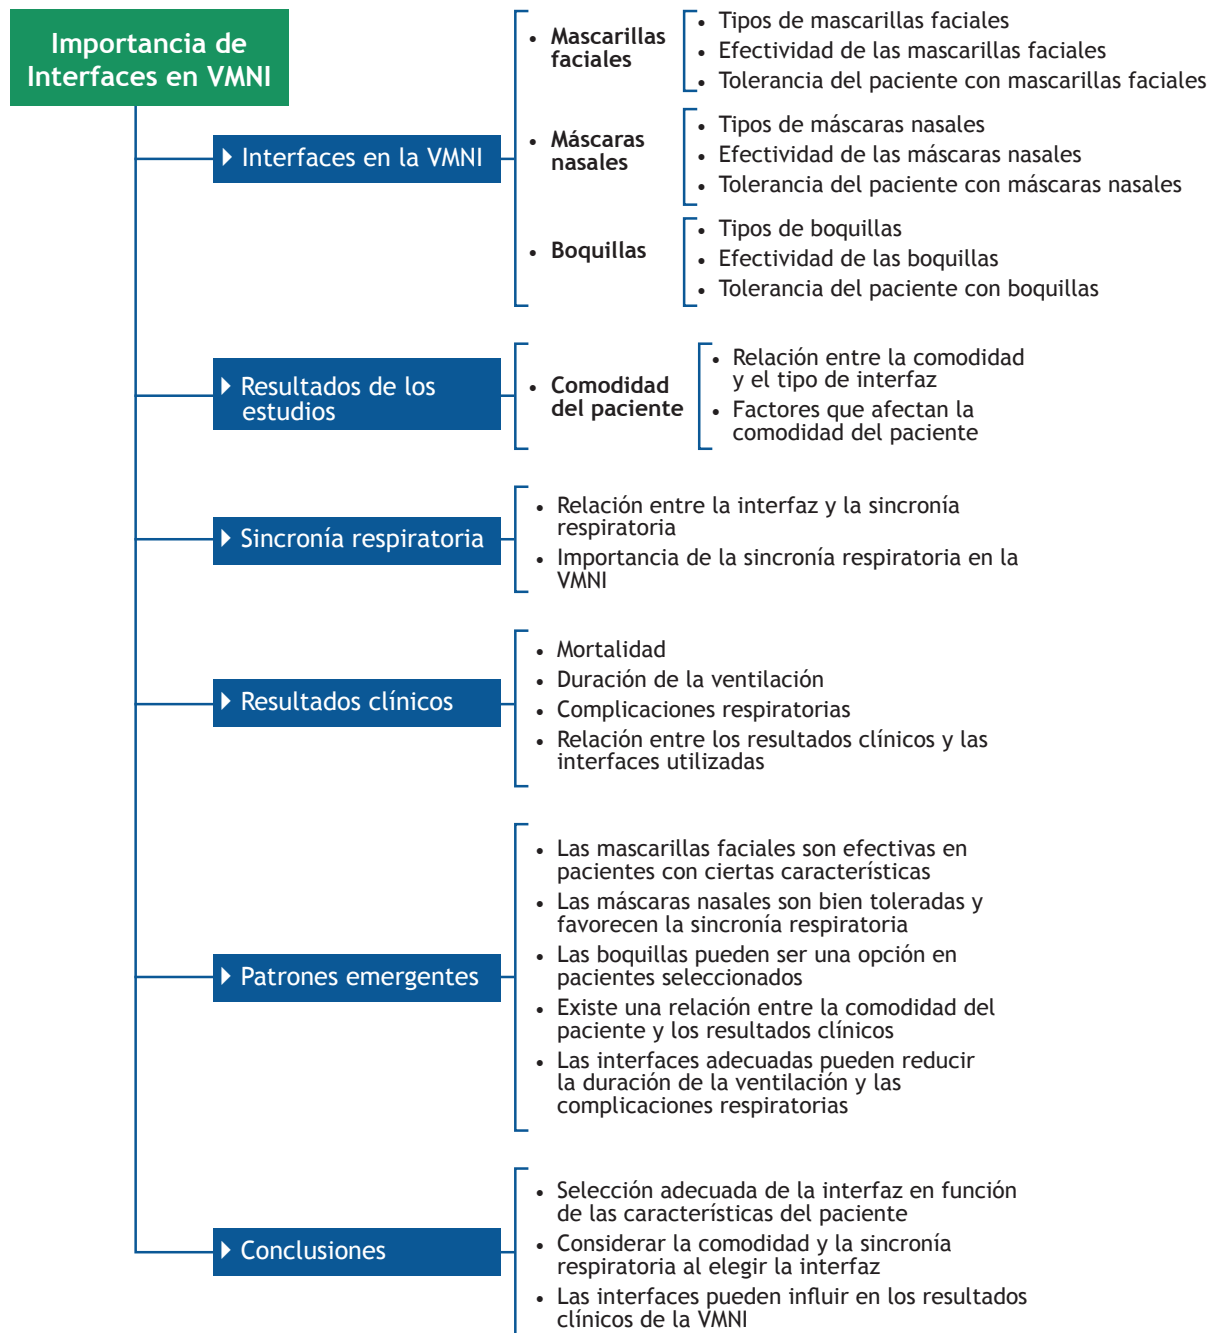 Importancia de
Interfaces en VMNI
Interfaces en la VMNI
• Mascarillas
faciales
• Tipos de mascarillas faciales
• Efectividad de las mascarillas faciales
• Tolerancia del paciente con mascarillas faciales
• Máscaras
nasales
• Tipos de máscaras nasales
• Efectividad de las máscaras nasales
• Tolerancia del paciente con máscaras nasales
• Boquillas
• Tipos de boquillas
• Efectividad de las boquillas
• Tolerancia del paciente con boquillas
Resultados de los
estudios
• Comodidad
del paciente
• Relación entre la comodidad
y el tipo de interfaz
• Factores que afectan la
comodidad del paciente
Sincronía respiratoria
• Relación entre la interfaz y la sincronía
respiratoria
• Importancia de la sincronía respiratoria en la
VMNI
Resultados clínicos
• Mortalidad
• Duración de la ventilación
• Complicaciones respiratorias
• Relación entre los resultados clínicos y las
interfaces utilizadas
Patrones emergentes
• Las mascarillas faciales son efectivas en
pacientes con ciertas características
• Las máscaras nasales son bien toleradas y
favorecen la sincronía respiratoria
• Las boquillas pueden ser una opción en
pacientes seleccionados
• Existe una relación entre la comodidad del
paciente y los resultados clínicos
• Las interfaces adecuadas pueden reducir
la duración de la ventilación y las
complicaciones respiratorias
Conclusiones
• Selección adecuada de la interfaz en función
de las características del paciente
• Considerar la comodidad y la sincronía
respiratoria al elegir la interfaz
• Las interfaces pueden influir en los resultados
clínicos de la VMNI